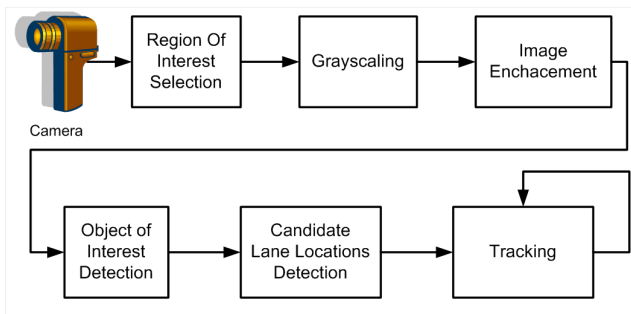 Camera
Region Of
Interest
Selection
Grayscaling
Image
Enchacement
Object of
Interest
Detection
Candidate
Lane Locations
Detection
Tracking